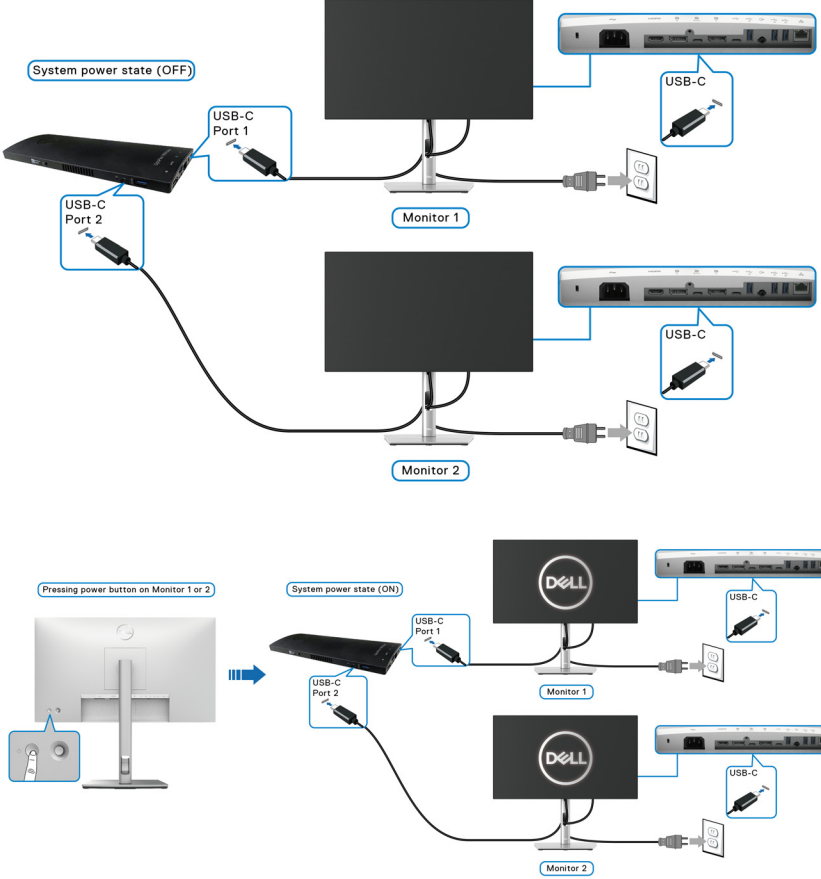 System power state (OFF)
USB-C
Port 1
USB-C
USB-C
Port 2
Monitor 1
USB-C
Monitor 2
Pressing power button on Monitor 1 or 2
System power state (ON)
DELL
USB-C
USB-C
Port 1
USB-C
Port 2
Monitor 1
DELL
USB-C
Monitor 2